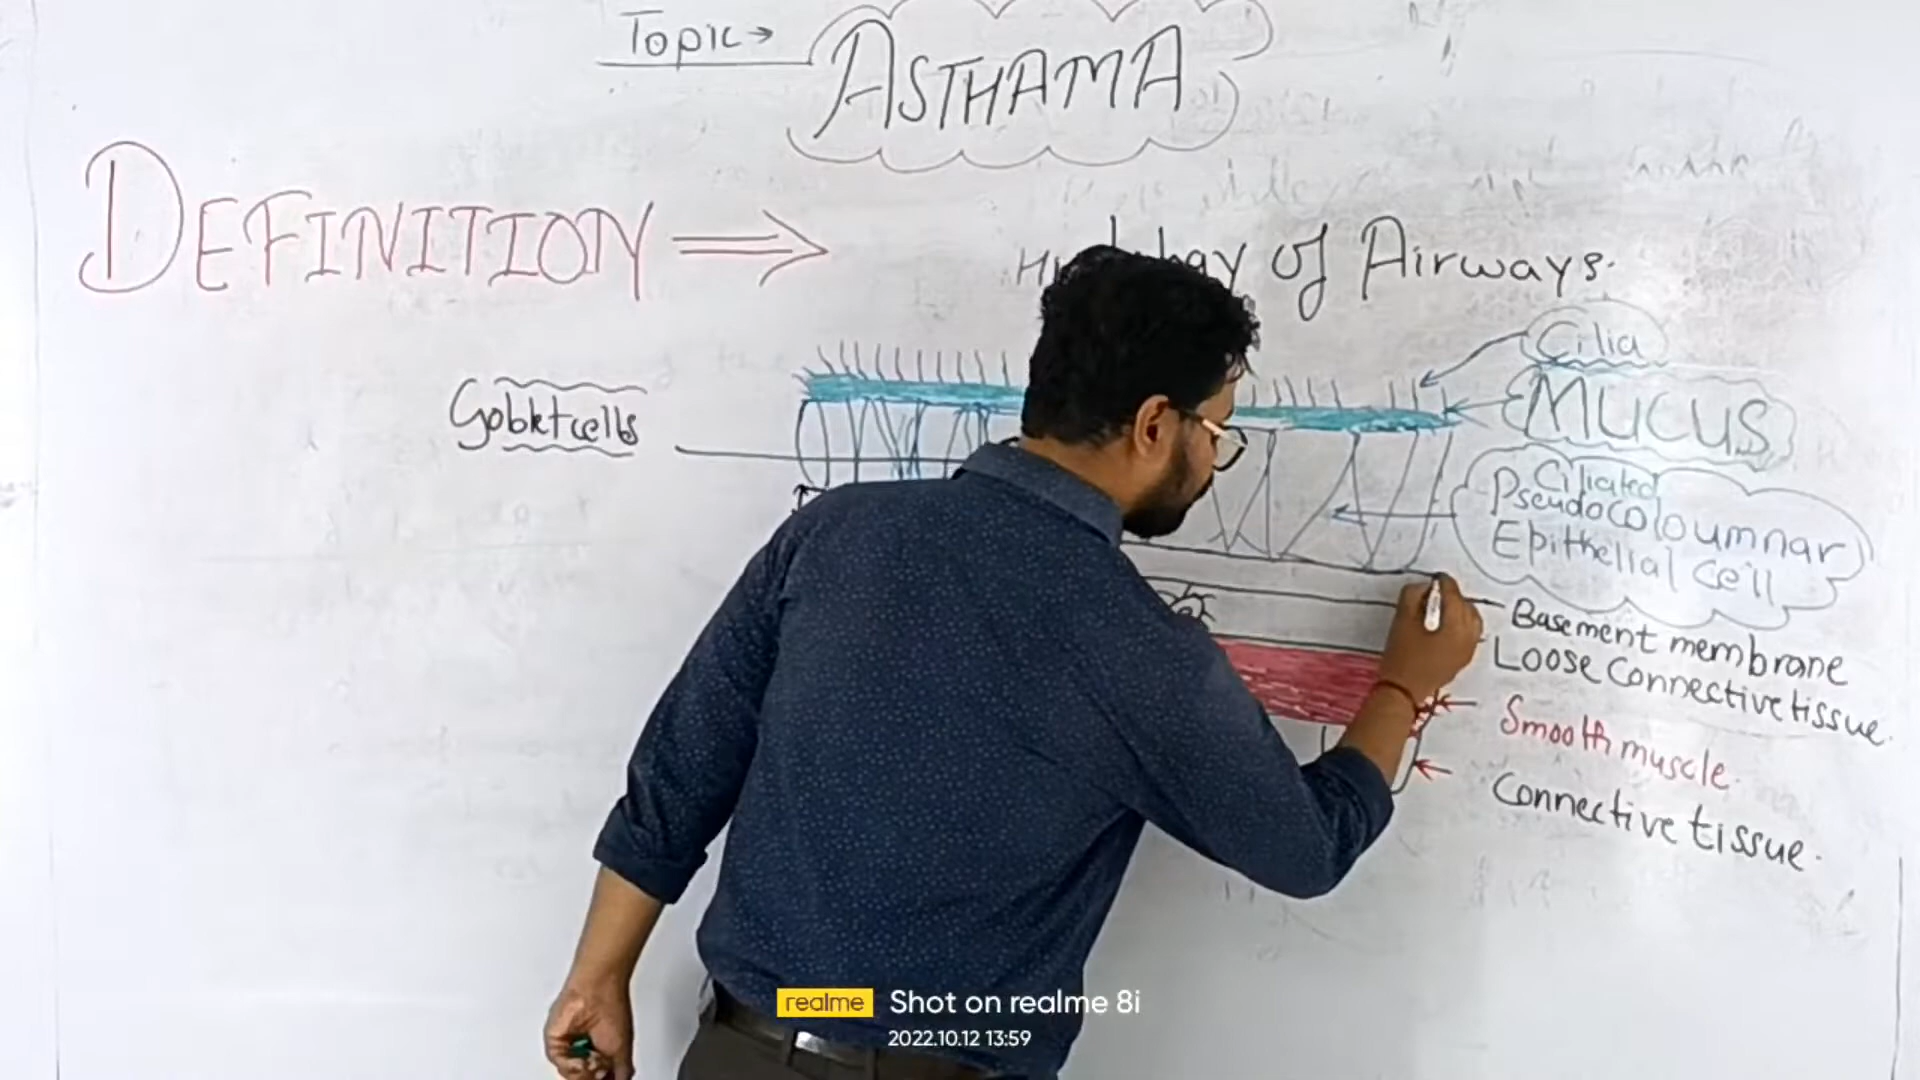 Topic →
ASTHAMA
DEFINITION ⇒
of Airways.
Cilia
MUCUS
Gobletcells
Ciliated
Pseudocoloumnar
Epithelial cell
Basement membrane
Loose Connective tissue.
Smooth muscle.
Connective tissue.
realme Shot on realme 8i
2022.10.12 13:59